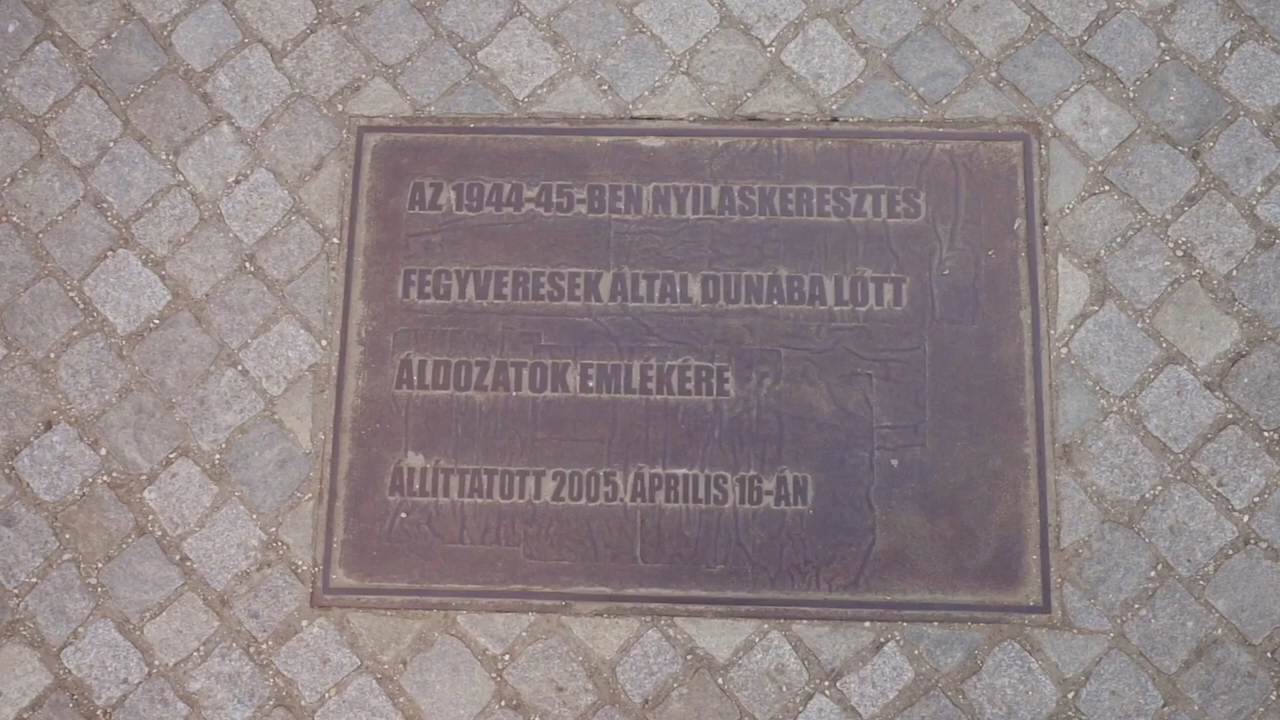 AZ 1944-45-BEN NYILASKERESZTES
FEGYVERESEK ÁLTAL DUNÁBA LŐTT
ÁLDOZATOK EMLÉKÉRE
ÁLLÍTTATOTT 2005. ÁPRILIS 16-ÁN